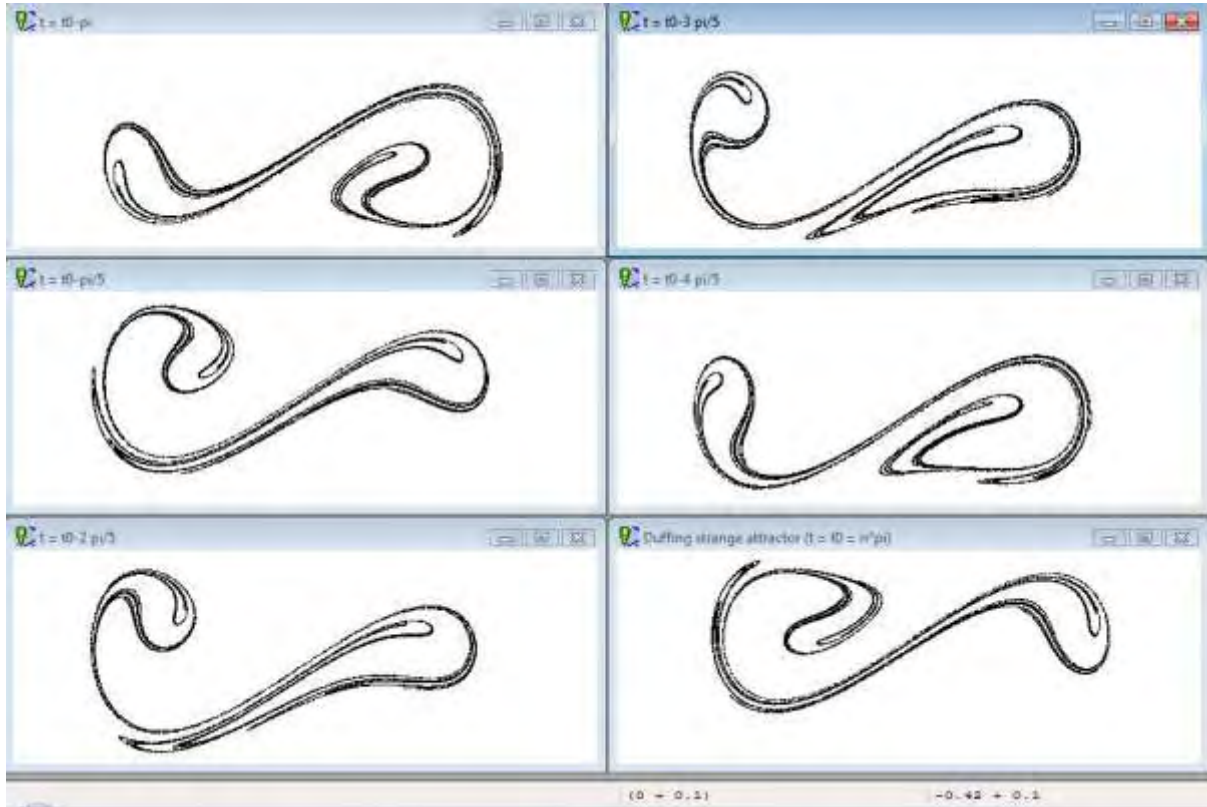 t = t0-pi
t = t0-3 pi/5
t = t0-pi/5
t = t0-4 pi/5
t = t0-2 pi/5
Duffing strange attractor (t = t0 = n*pi)
(0 + 0.1)
-0.42 + 0.1